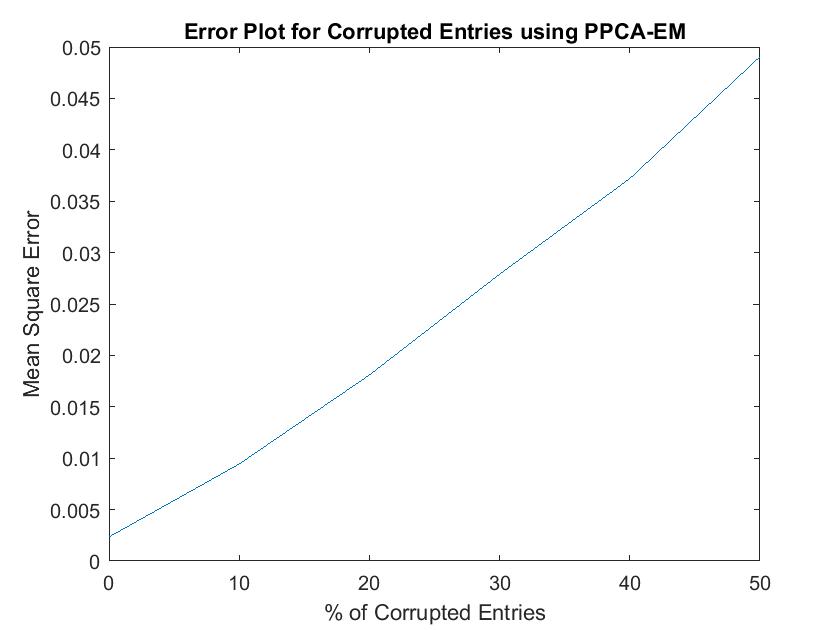 Error Plot for Corrupted Entries using PPCA-EM
0.05
0.045
0.04
0.035
0.03
0.025
0.02
0.015
0.01
0.005
0
Mean Square Error
0 10 20 30 40 50
% of Corrupted Entries